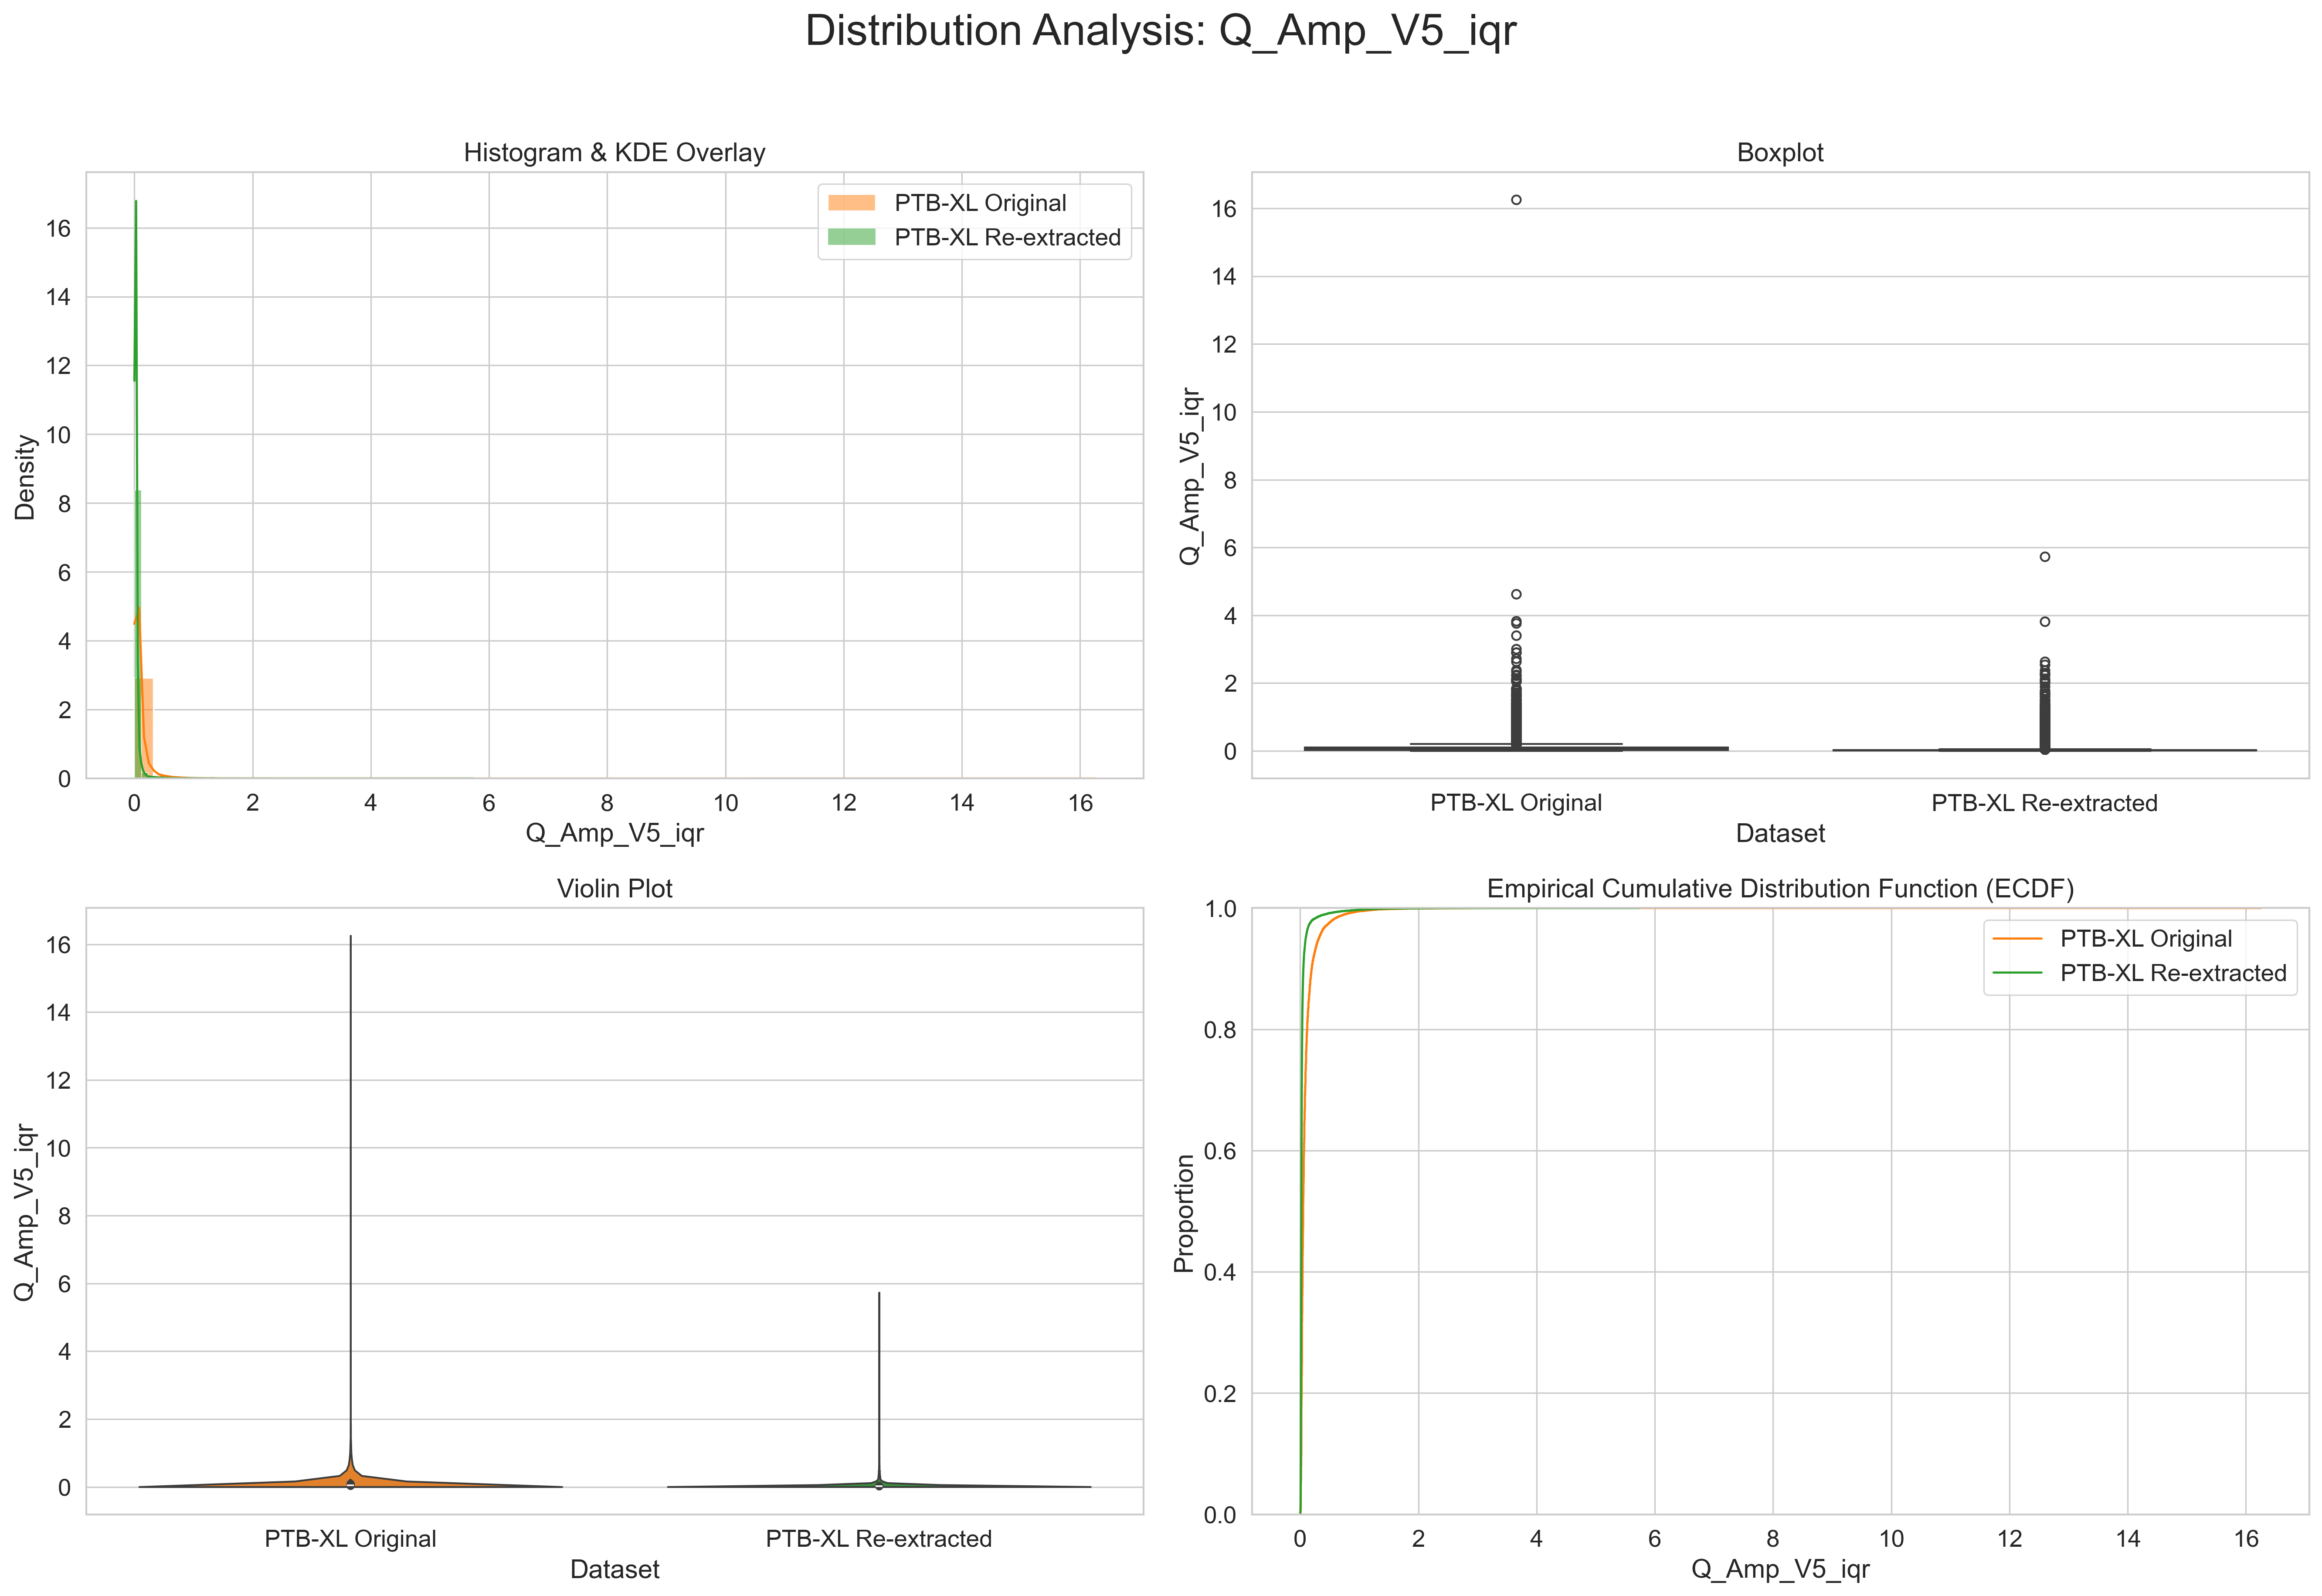 Distribution Analysis: Q_Amp_V5_iqr
Histogram & KDE Overlay
PTB-XL Original
PTB-XL Re-extracted
Density
16
14
12
10
8
6
4
2
0
0 2 4 6 8 10 12 14 16
Q_Amp_V5_iqr
Boxplot
Q_Amp_V5_iqr
16
14
12
10
8
6
4
2
0
PTB-XL Original PTB-XL Re-extracted
Dataset
Violin Plot
Q_Amp_V5_iqr
16
14
12
10
8
6
4
2
0
PTB-XL Original PTB-XL Re-extracted
Dataset
Empirical Cumulative Distribution Function (ECDF)
PTB-XL Original
PTB-XL Re-extracted
Proportion
1.0
0.8
0.6
0.4
0.2
0.0
0 2 4 6 8 10 12 14 16
Q_Amp_V5_iqr